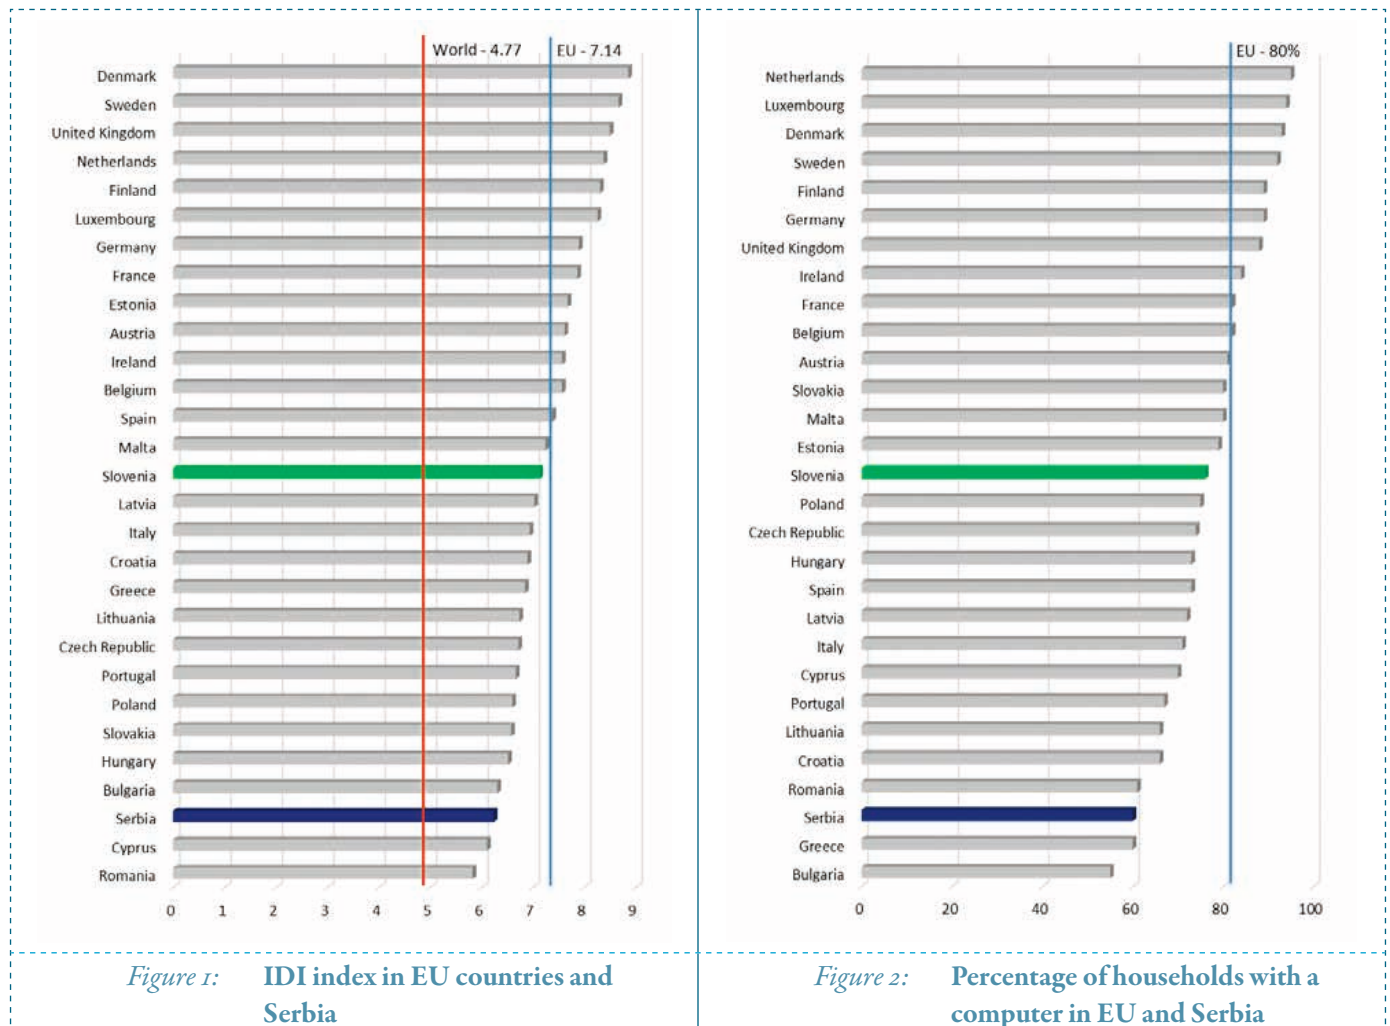 World - 4.77
EU - 7.14
Denmark
Sweden
United Kingdom
Netherlands
Finland
Luxembourg
Germany
France
Estonia
Austria
Ireland
Belgium
Spain
Malta
Slovenia
Latvia
Italy
Croatia
Greece
Lithuania
Czech Republic
Portugal
Poland
Slovakia
Hungary
Bulgaria
Serbia
Cyprus
Romania
0 1 2 3 4 5 6 7 8 9
Figure 1: IDI index in EU countries and
Serbia
EU - 80%
Netherlands
Luxembourg
Denmark
Sweden
Finland
Germany
United Kingdom
Ireland
France
Belgium
Austria
Slovakia
Malta
Estonia
Slovenia
Poland
Czech Republic
Hungary
Spain
Latvia
Italy
Cyprus
Portugal
Lithuania
Croatia
Romania
Serbia
Greece
Bulgaria
0 20 40 60 80 100
Figure 2: Percentage of households with a
computer in EU and Serbia